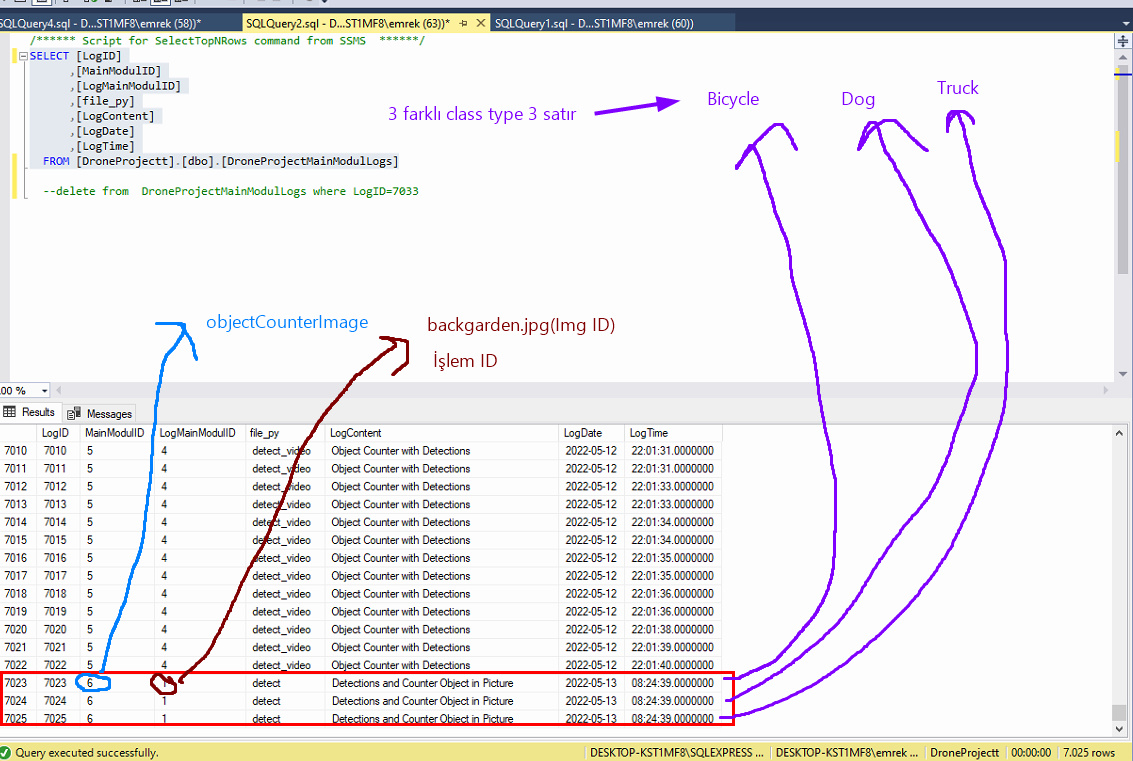 SQLQuery4.sql - D...ST1MF8\emrek (58))*
SQLQuery2.sql - D...ST1MF8\emrek (63))*
SQLQuery1.sql - D...ST1MF8\emrek (60))
/****** Script for SelectTopNRows command from SSMS ******/
SELECT [LogID]
,[MainModulID]
,[LogMainModulID]
,[file_py]
,[LogContent]
,[LogDate]
,[LogTime]
FROM [DroneProjectt].[dbo].[DroneProjectMainModulLogs]
--delete from DroneProjectMainModulLogs where LogID=7033
3 farklı class type 3 satır
Bicycle
Dog
Truck
objectCounterImage
backgarden.jpg(Img ID)
İşlem ID
00 %
Results Messages
LogID MainModulID LogMainModulID file_py LogContent LogDate LogTime
7010 7010 5 4 detect_video Object Counter with Detections 2022-05-12 22:01:31.0000000
7011 7011 5 4 detect_video Object Counter with Detections 2022-05-12 22:01:31.0000000
7012 7012 5 4 detect_video Object Counter with Detections 2022-05-12 22:01:33.0000000
7013 7013 5 4 detect_video Object Counter with Detections 2022-05-12 22:01:33.0000000
7014 7014 5 4 detect_video Object Counter with Detections 2022-05-12 22:01:34.0000000
7015 7015 5 4 detect_video Object Counter with Detections 2022-05-12 22:01:34.0000000
7016 7016 5 4 detect_video Object Counter with Detections 2022-05-12 22:01:35.0000000
7017 7017 5 4 detect_video Object Counter with Detections 2022-05-12 22:01:35.0000000
7018 7018 5 4 detect_video Object Counter with Detections 2022-05-12 22:01:36.0000000
7019 7019 5 4 detect_video Object Counter with Detections 2022-05-12 22:01:36.0000000
7020 7020 5 4 detect_video Object Counter with Detections 2022-05-12 22:01:38.0000000
7021 7021 5 4 detect_video Object Counter with Detections 2022-05-12 22:01:39.0000000
7022 7022 5 4 detect_video Object Counter with Detections 2022-05-12 22:01:40.0000000
7023 7023 6 1 detect Detections and Counter Object in Picture 2022-05-13 08:24:39.0000000
7024 7024 6 1 detect Detections and Counter Object in Picture 2022-05-13 08:24:39.0000000
7025 7025 6 1 detect Detections and Counter Object in Picture 2022-05-13 08:24:39.0000000
Query executed successfully.
DESKTOP-KST1MF8\SQLEXPRESS ... DESKTOP-KST1MF8\emrek ... DroneProjectt 00:00:00 7.025 rows